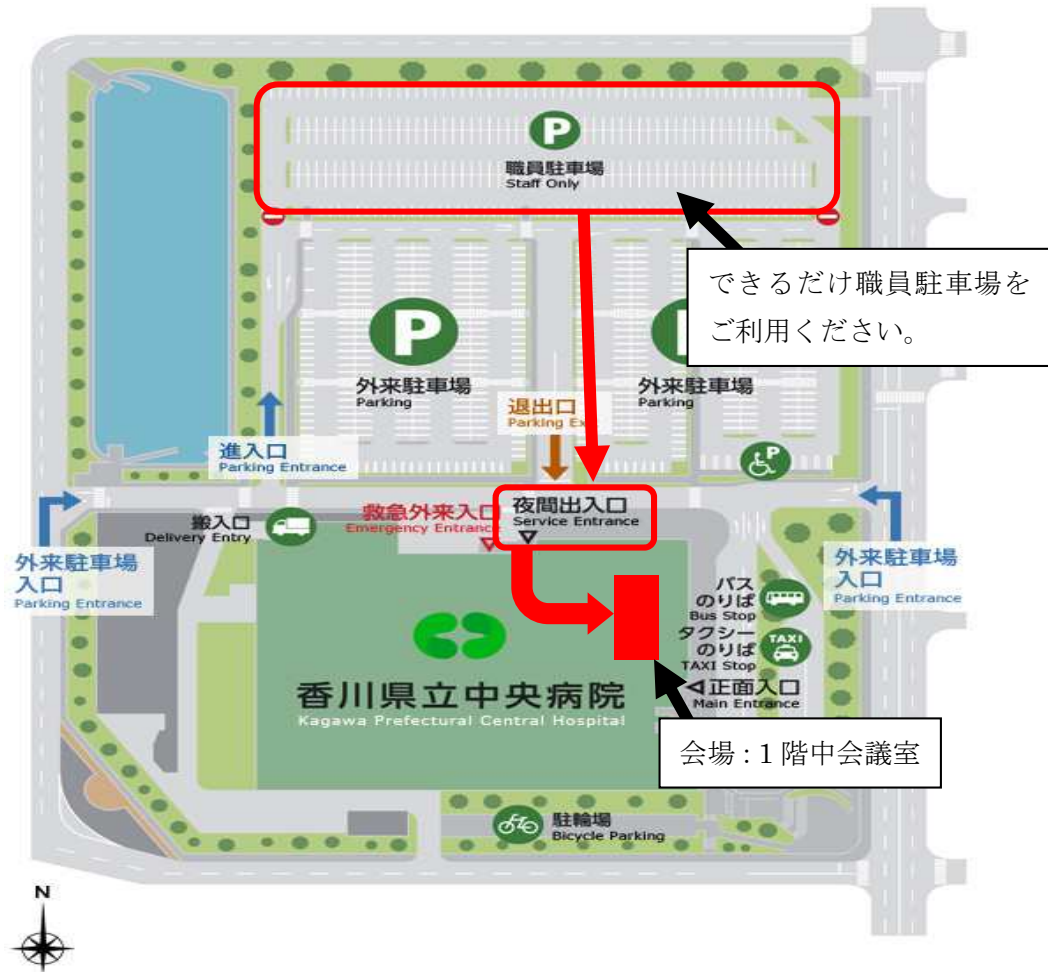 P
職員駐車場
Staff Only
できるだけ職員駐車場を
ご利用ください。
P
外来駐車場
Parking
外来駐車場
Parking
退出口
Parking Ex
進入口
Parking Entrance
P
救急外来入口
Emergency Entrance
夜間出入口
Service Entrance
搬入口
Delivery Entry
外来駐車場
入口
Parking Entrance
外来駐車場
入口
Parking Entrance
バス
のりば
Bus Stop
タクシー
のりば
TAXI Stop
TAXI
正面入口
Main Entrance
香川県立中央病院
Kagawa Prefectural Central Hospital
会場：1 階中会議室
駐輪場
Bicycle Parking
N